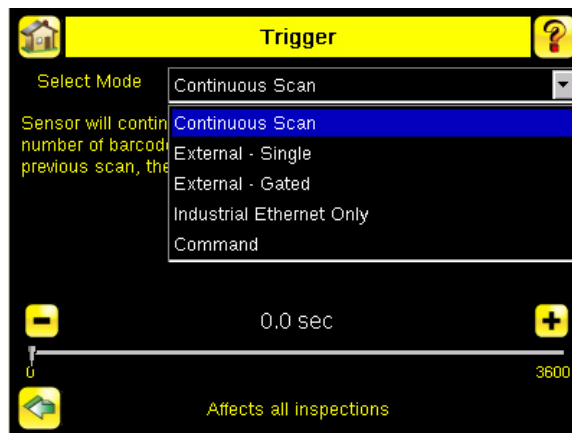 Trigger
?
Select Mode
Continuous Scan
Sensor will contin
number of barcod
previous scan, the
Continuous Scan
External - Single
External - Gated
Industrial Ethernet Only
Command
0.0 sec
0
3600
Affects all inspections